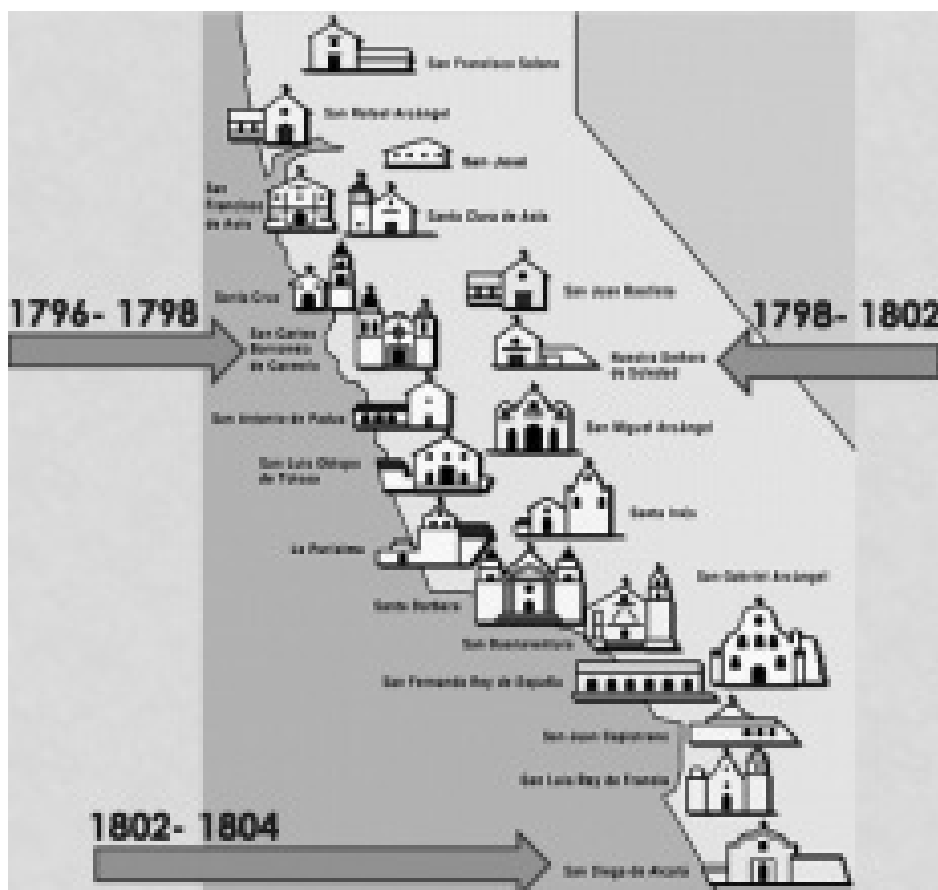 San Francisco Solano
San Rafael Arcángel
San José
San
Francisco
de Asís
Santa Clara de Asís
Santa Cruz
San Juan Bautista
1796- 1798
1798- 1802
San Carlos
Borromeo
de Carmelo
Nuestra Señora
de Soledad
San Antonio de Padua
San Miguel Arcángel
San Luis Obispo
de Tolosa
Santa Inés
La Purísima
San Gabriel Arcángel
Santa Barbara
San Buenaventura
San Fernando Rey de España
San Juan Capistrano
San Luis Rey de Francia
1802- 1804
San Diego de Alcalá